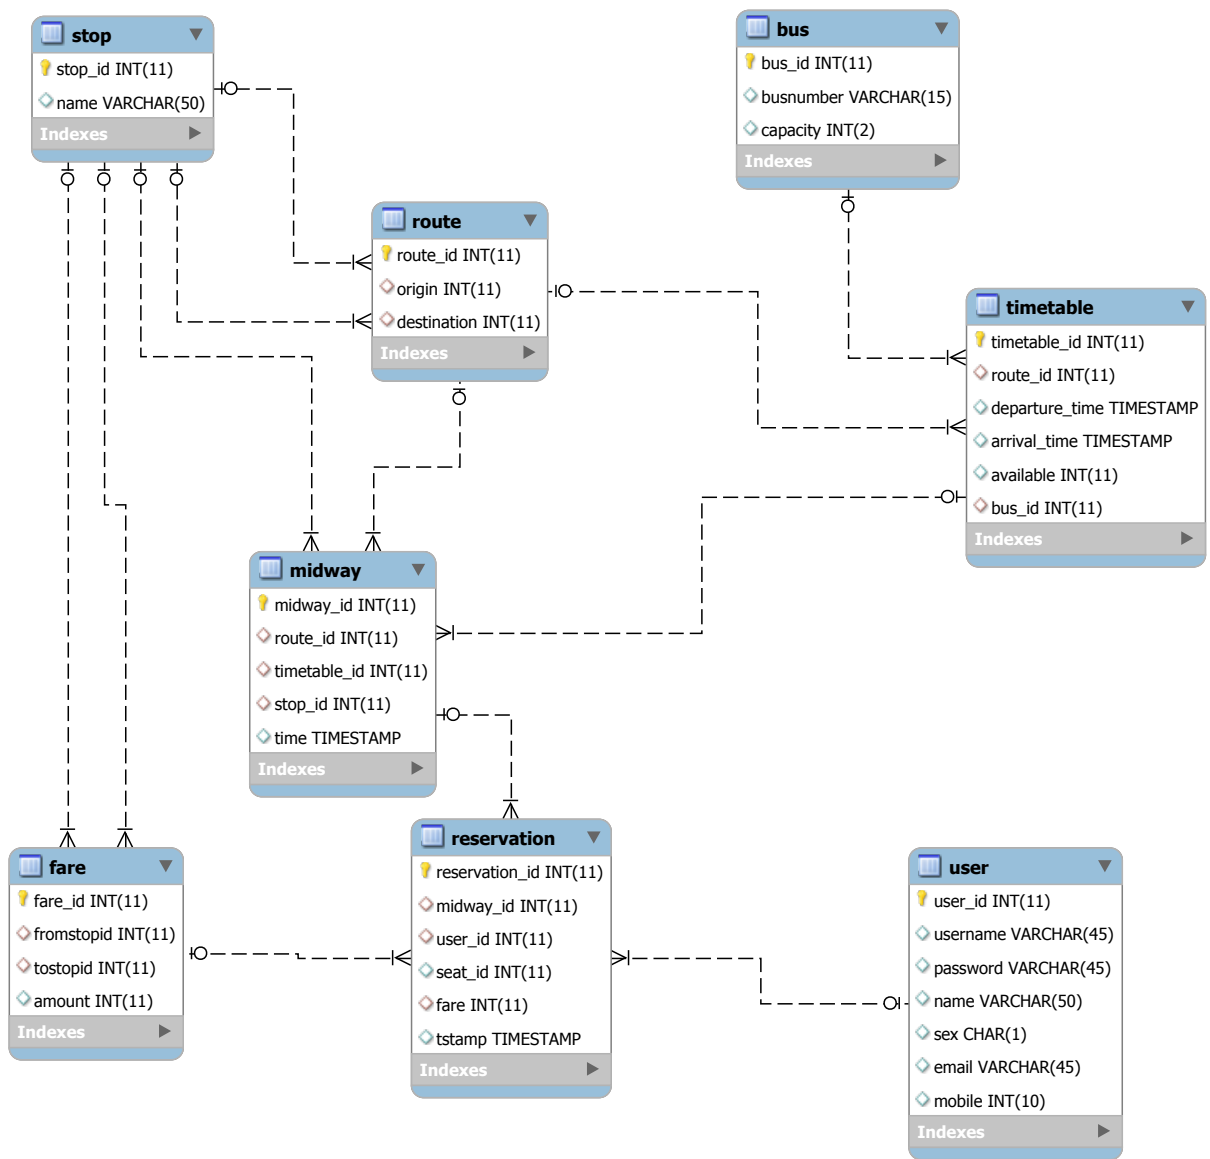 stop
stop_id INT(11)
name VARCHAR(50)
Indexes
bus
bus_id INT(11)
busnumber VARCHAR(15)
capacity INT(2)
Indexes
route
route_id INT(11)
origin INT(11)
destination INT(11)
Indexes
timetable
timetable_id INT(11)
route_id INT(11)
departure_time TIMESTAMP
arrival_time TIMESTAMP
available INT(11)
bus_id INT(11)
Indexes
midway
midway_id INT(11)
route_id INT(11)
timetable_id INT(11)
stop_id INT(11)
time TIMESTAMP
Indexes
fare
fare_id INT(11)
fromstopid INT(11)
tostopid INT(11)
amount INT(11)
Indexes
reservation
reservation_id INT(11)
midway_id INT(11)
user_id INT(11)
seat_id INT(11)
fare INT(11)
tstamp TIMESTAMP
Indexes
user
user_id INT(11)
username VARCHAR(45)
password VARCHAR(45)
name VARCHAR(50)
sex CHAR(1)
email VARCHAR(45)
mobile INT(10)
Indexes